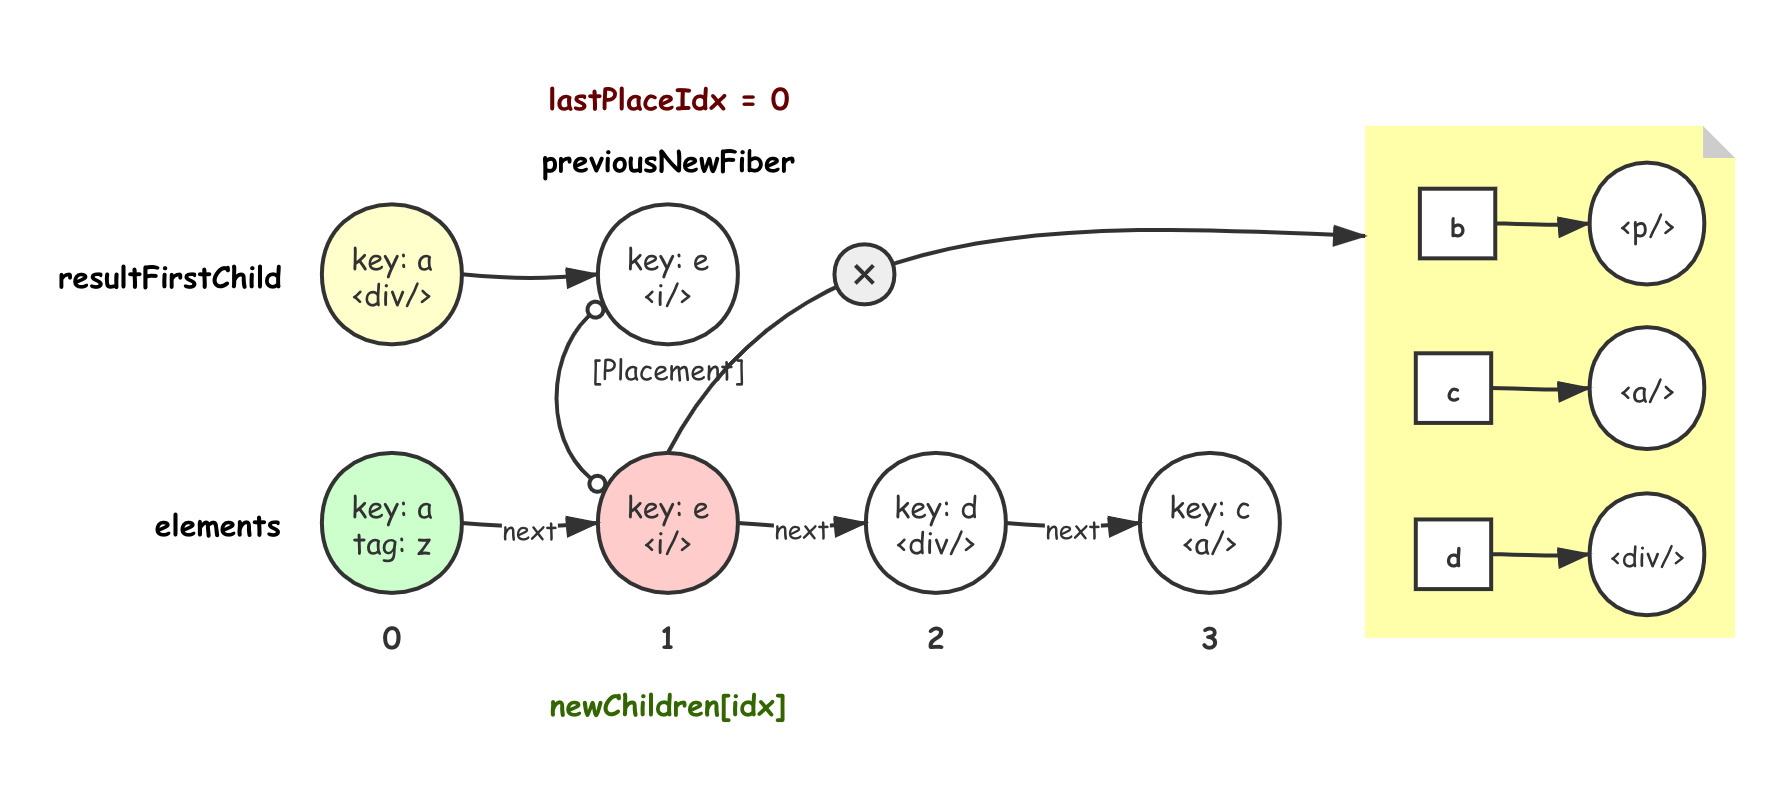 lastPlaceIdx = 0
previousNewFiber
resultFirstChild
key: a
<div/>
key: e
<i/>
[Placement]
elements
key: a
tag: z
next
key: e
<i/>
next
key: d
<div/>
next
key: c
<a/>
0
1
2
3
newChildren[idx]
b
<p/>
c
<a/>
d
<div/>